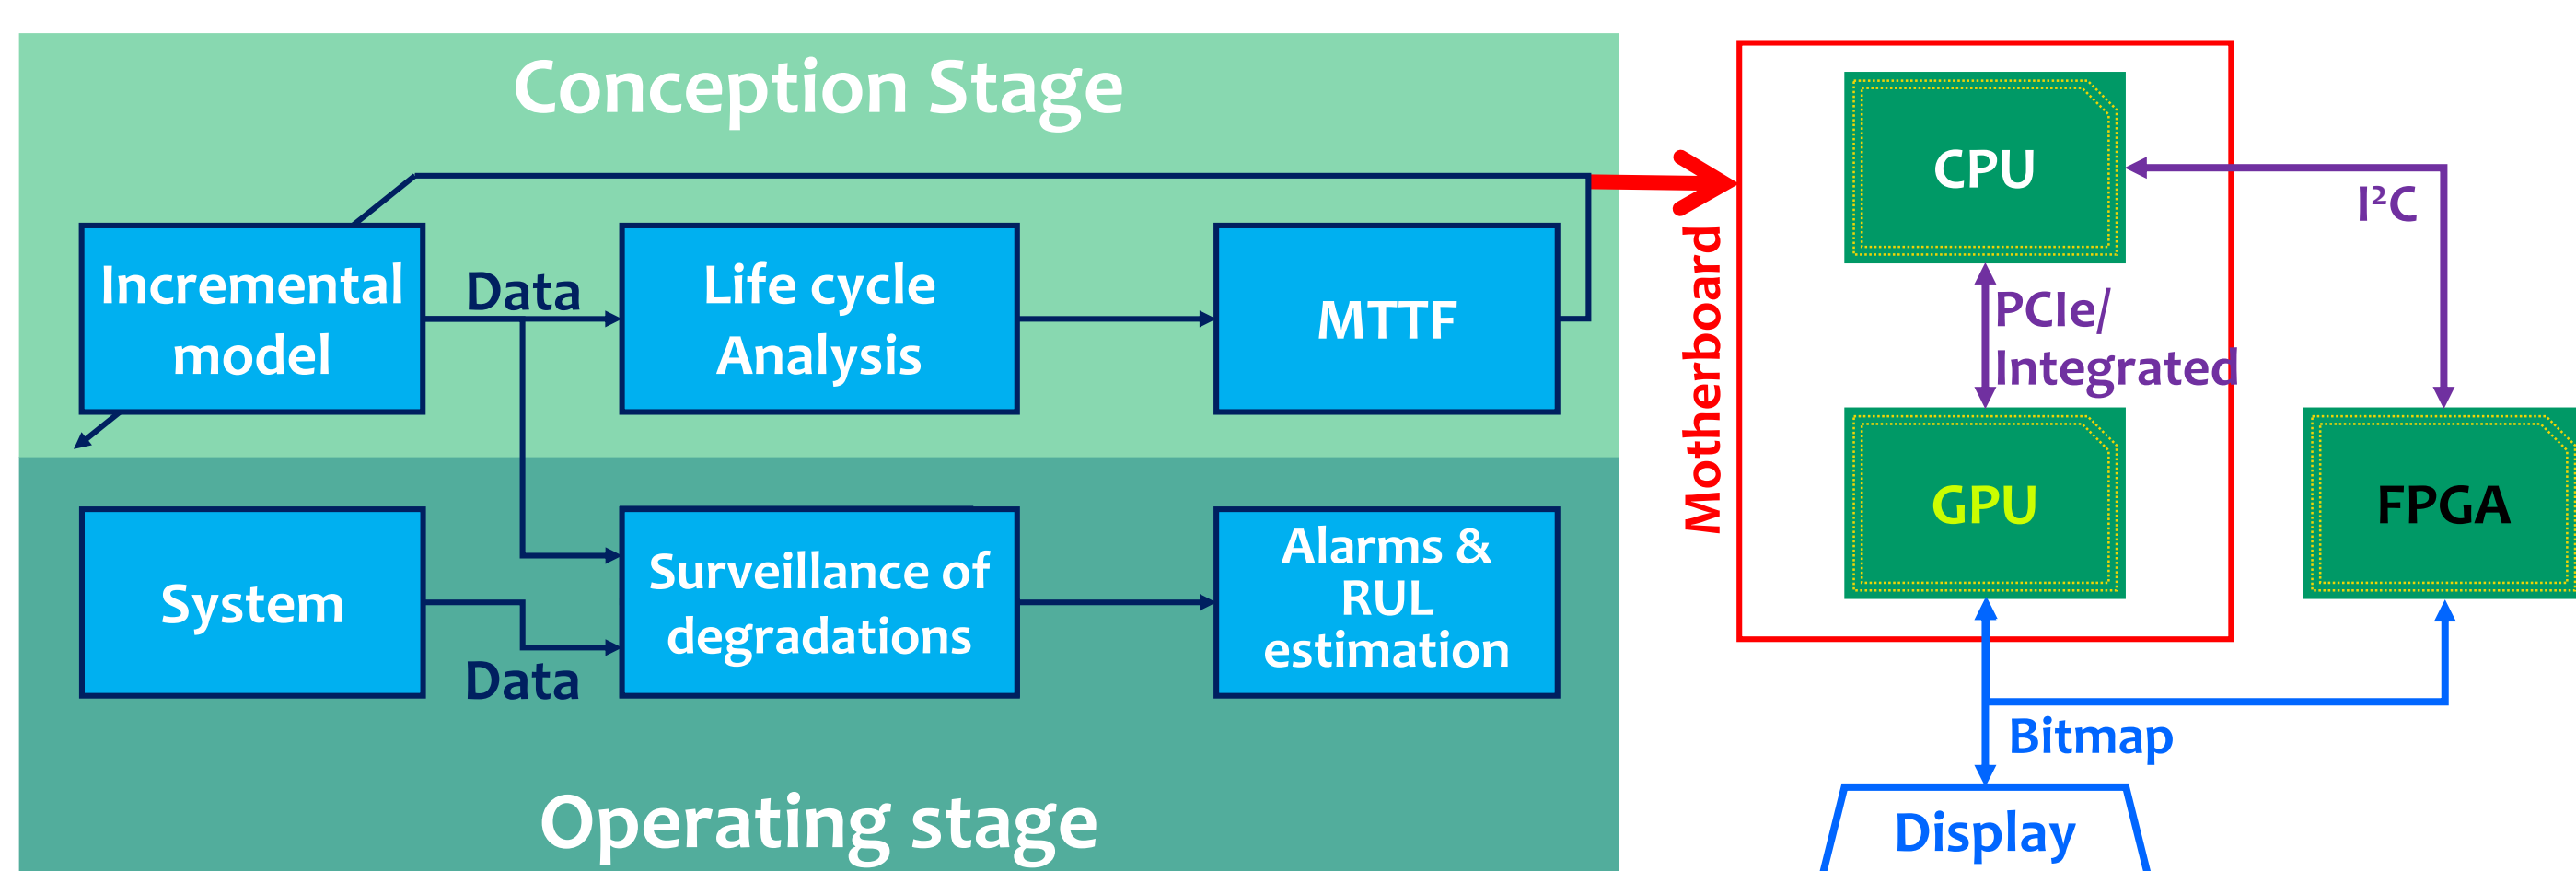 Conception Stage
Incremental
model
Data
Life cycle
Analysis
MTTF
System
Data
Surveillance of
degradations
Alarms &
RUL
estimation
Operating stage
Motherboard
CPU
I²C
PCIe/
Integrated
GPU
FPGA
Bitmap
Display